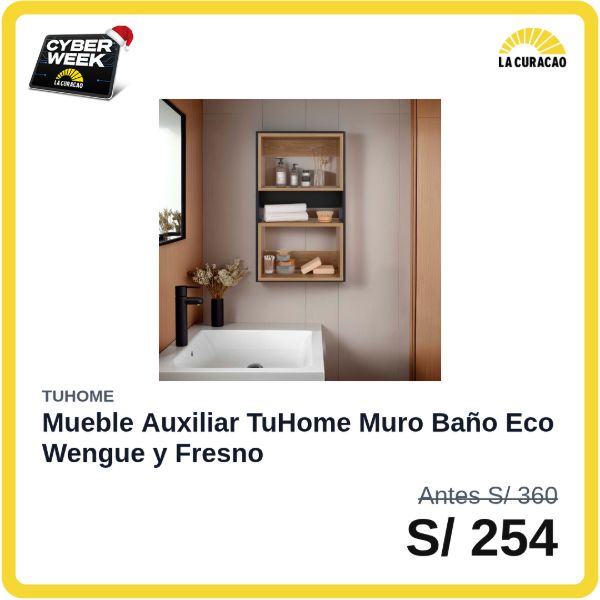 CYBER
WEEK
LA CURACAO
LA CURACAO
TUHOME
Mueble Auxiliar TuHome Muro Baño Eco
Wengue y Fresno
Antes S/ 360
S/ 254